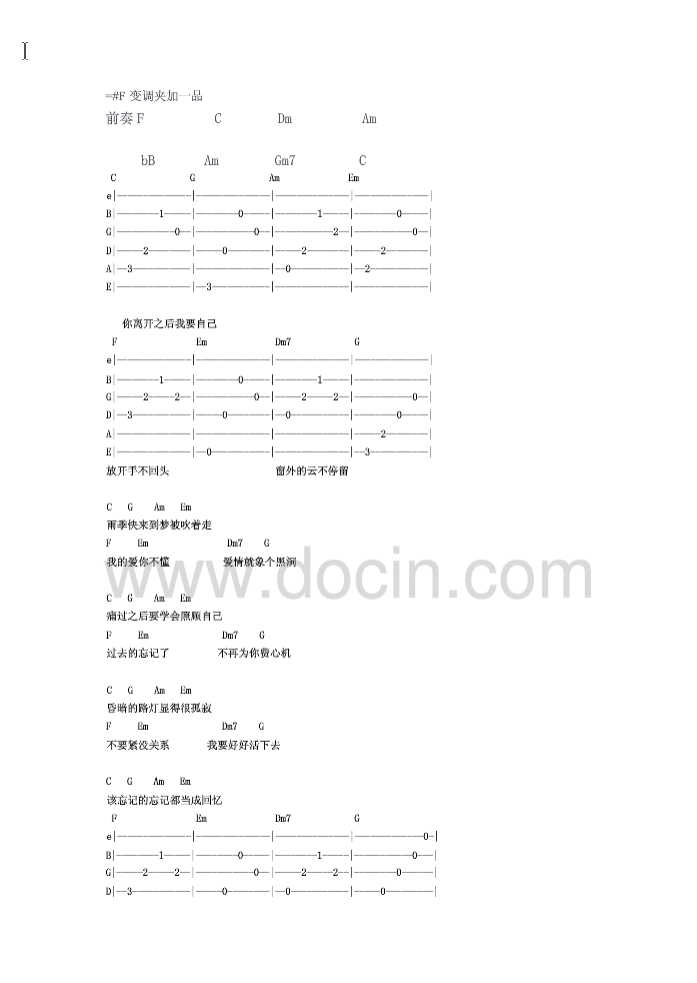 =#F 变调夹加一品
前奏 F C Dm Am
bB Am Gm7 C
C G Am Em
e|——————————————|——————————————|——————————————|——————————————|
B|————————1—————|————————0—————|————————1—————|————————0—————|
G|———————————0——|———————————0——|———————————2——|———————————0——|
D|—————2————————|—————0————————|—————2————————|—————2————————|
A|——3———————————|——————————————|——0———————————|——2———————————|
E|——————————————|——3———————————|——————————————|——————————————|
你离开之后我要自己
F Em Dm7 G
e|——————————————|——————————————|——————————————|——————————————|
B|————————1—————|————————0—————|————————1—————|——————————————|
G|—————2—————2——|———————————0——|—————2—————2——|———————————0——|
D|——3———————————|—————0————————|——0———————————|————————0—————|
A|——————————————|——————————————|——————————————|—————2————————|
E|——————————————|——0———————————|——————————————|——3———————————|
放开手不回头 窗外的云不停留
C G Am Em
雨季快来到梦被吹着走
F Em Dm7 G
我的爱你不懂 爱情就象个黑洞
www.docin.com
C G Am Em
痛过之后要学会照顾自己
F Em Dm7 G
过去的忘记了 不再为你费心机
C G Am Em
昏暗的路灯显得很孤寂
F Em Dm7 G
不要紧没关系 我要好好活下去
C G Am Em
该忘记的忘记都当成回忆
F Em Dm7 G
e|——————————————|——————————————|——————————————|—————————————0—|
B|————————1—————|————————0—————|————————1—————|———————————0———|
G|—————2—————2——|———————————0——|—————2—————2——|————————0——————|
D|——3———————————|—————0————————|——0———————————|—————0—————————|